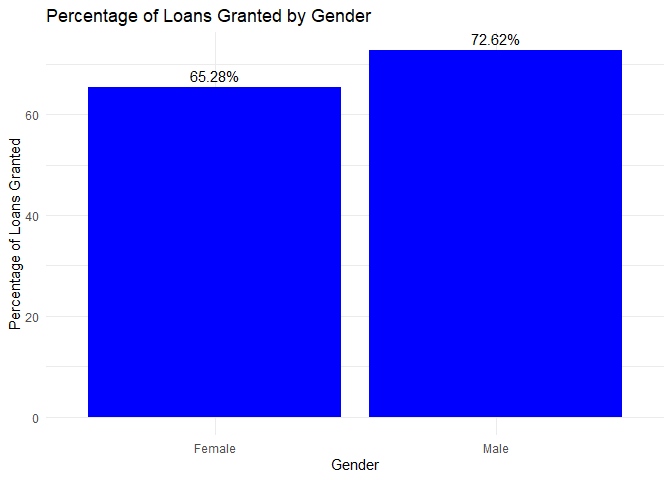 Percentage of Loans Granted by Gender
72.62%
65.28%
60
40
20
0
Percentage of Loans Granted
Female
Male
Gender